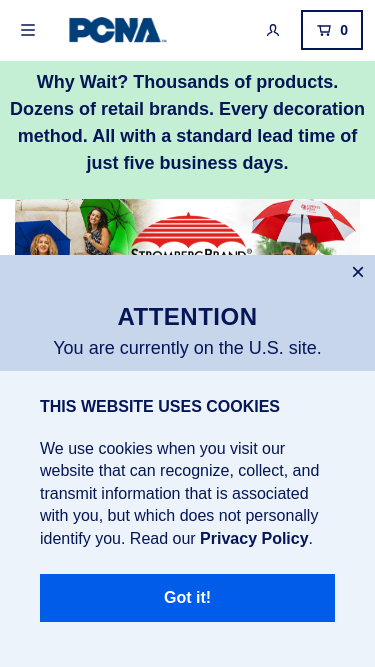 PCNA
0
Why Wait? Thousands of products.
Dozens of retail brands. Every decoration
method. All with a standard lead time of
just five business days.
STROMBERGBRAND®
ATTENTION
You are currently on the U.S. site.
THIS WEBSITE USES COOKIES
We use cookies when you visit our
website that can recognize, collect, and
transmit information that is associated
with you, but which does not personally
identify you. Read our Privacy Policy.
Got it!